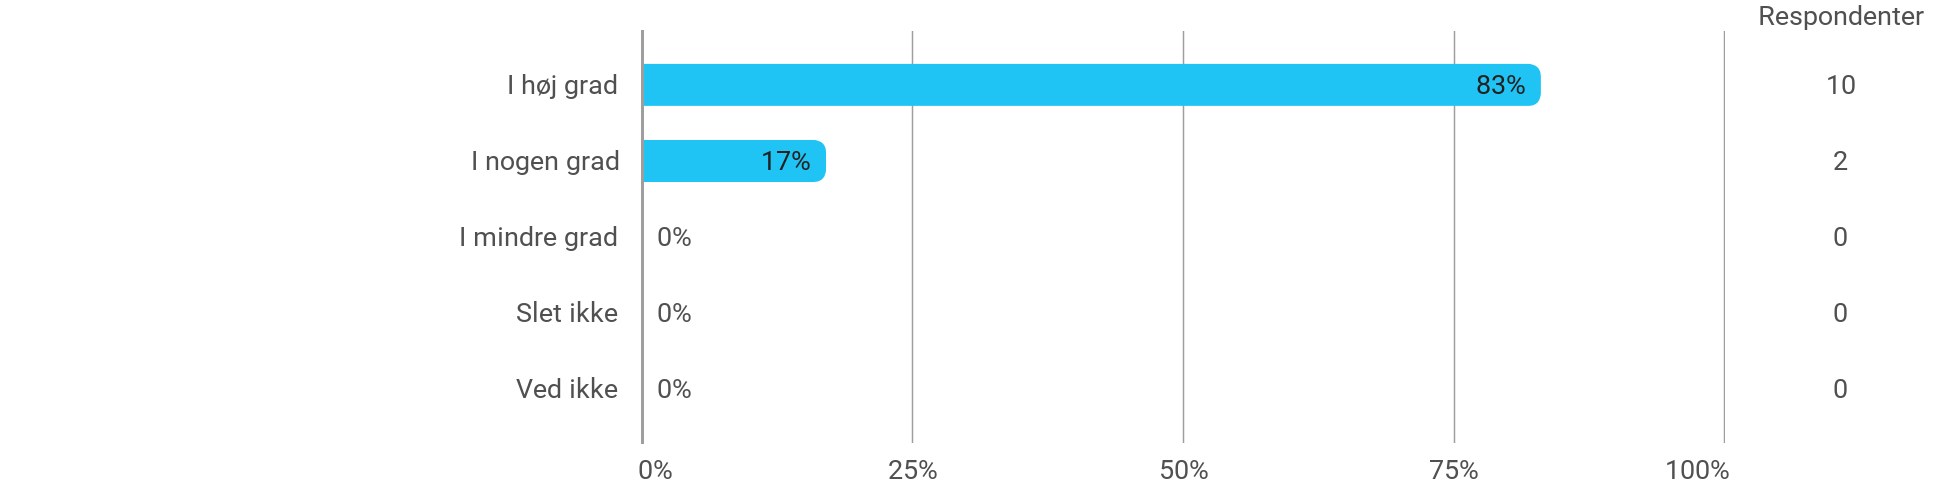 Respondenter
I høj grad 83% 10
I nogen grad 17% 2
I mindre grad 0% 0
Slet ikke 0% 0
Ved ikke 0% 0
0% 25% 50% 75% 100%